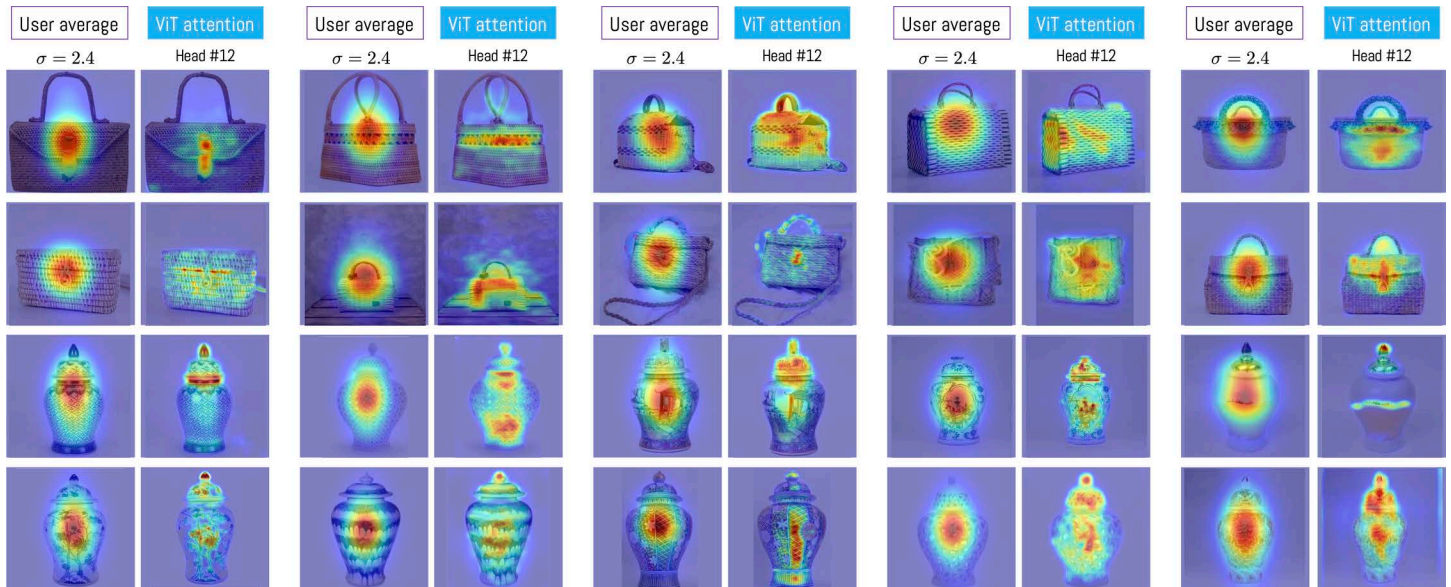 User average ViT attention User average ViT attention User average ViT attention User average ViT attention User average ViT attention
σ = 2.4 Head #12 σ = 2.4 Head #12 σ = 2.4 Head #12 σ = 2.4 Head #12 σ = 2.4 Head #12